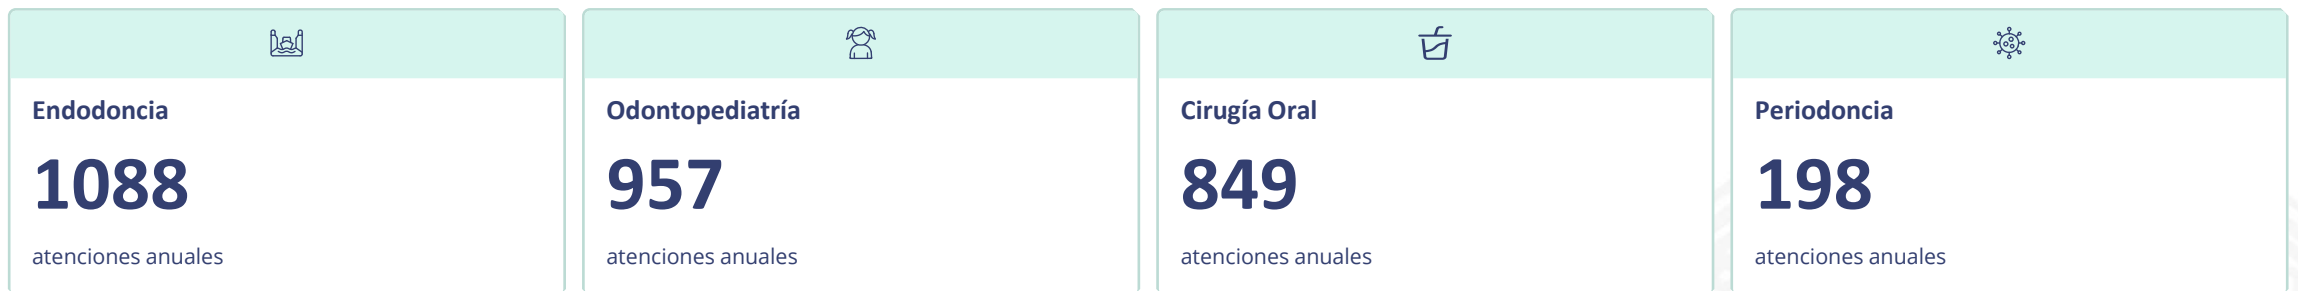 Endodoncia
1088
atenciones anuales
Odontopediatría
957
atenciones anuales
Cirugía Oral
849
atenciones anuales
Periodoncia
198
atenciones anuales